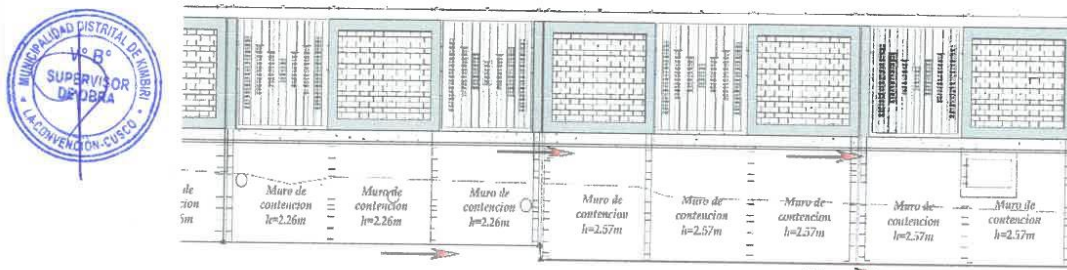 MUNICIPALIDAD DISTRITAL DE KIMBIRI
V° B°
SUPERVISOR
DE OBRA
LA CONVENCIÓN-CUSCO
de
cion
6m
Muro de
contencion
h=2.26m
Muro de
contencion
h=2.26m
Muro de
contencion
h=2.26m
Muro de
contencion
h=2.57m
Muro de
contencion
h=2.57m
Muro de
contencion
h=2.57m
Muro de
contencion
h=2.57m
Muro de
contencion
h=2.57m